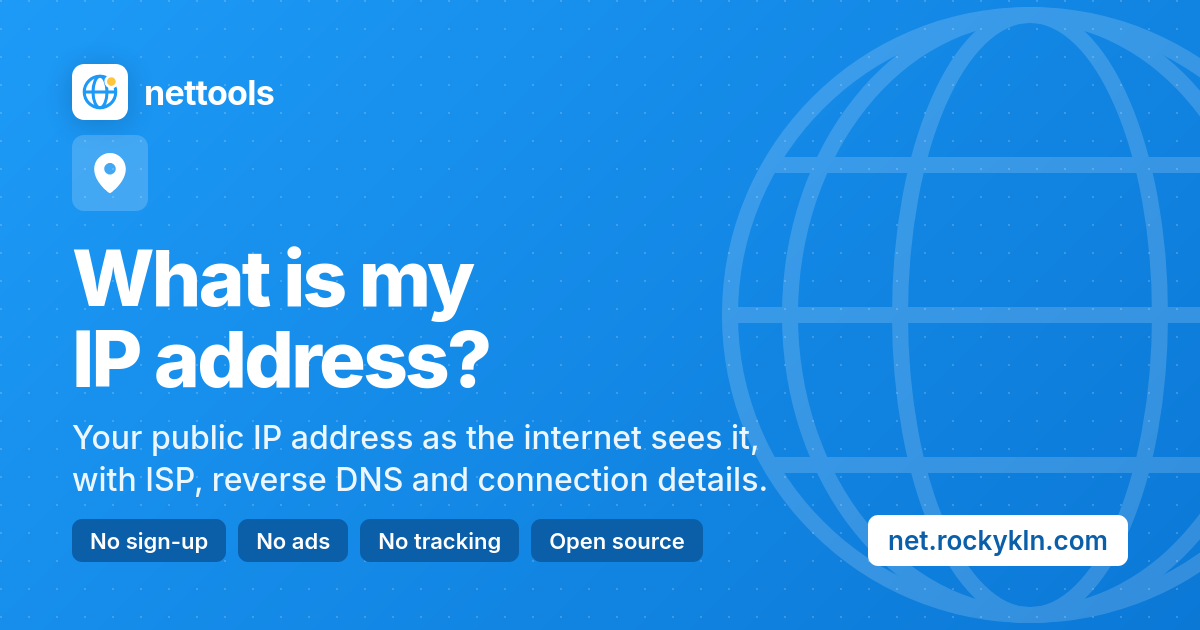 nettools
What is my
IP address?
Your public IP address as the internet sees it,
with ISP, reverse DNS and connection details.
No sign-up
No ads
No tracking
Open source
net.rockykln.com